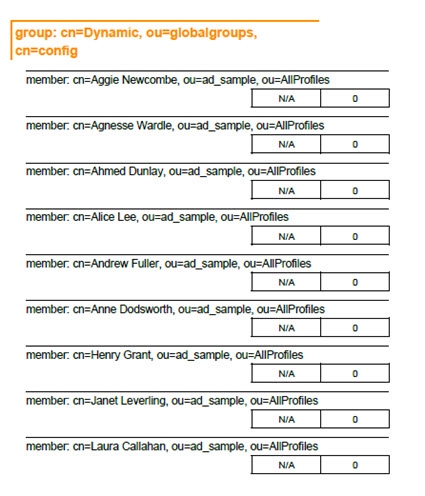 group: cn=Dynamic, ou=globalgroups,
cn=config
member: cn=Aggie Newcombe, ou=ad_sample, ou=AllProfiles
N/A 0
member: cn=Agnesse Wardle, ou=ad_sample, ou=AllProfiles
N/A 0
member: cn=Ahmed Dunlay, ou=ad_sample, ou=AllProfiles
N/A 0
member: cn=Alice Lee, ou=ad_sample, ou=AllProfiles
N/A 0
member: cn=Andrew Fuller, ou=ad_sample, ou=AllProfiles
N/A 0
member: cn=Anne Dodsworth, ou=ad_sample, ou=AllProfiles
N/A 0
member: cn=Henry Grant, ou=ad_sample, ou=AllProfiles
N/A 0
member: cn=Janet Leverling, ou=ad_sample, ou=AllProfiles
N/A 0
member: cn=Laura Callahan, ou=ad_sample, ou=AllProfiles
N/A 0